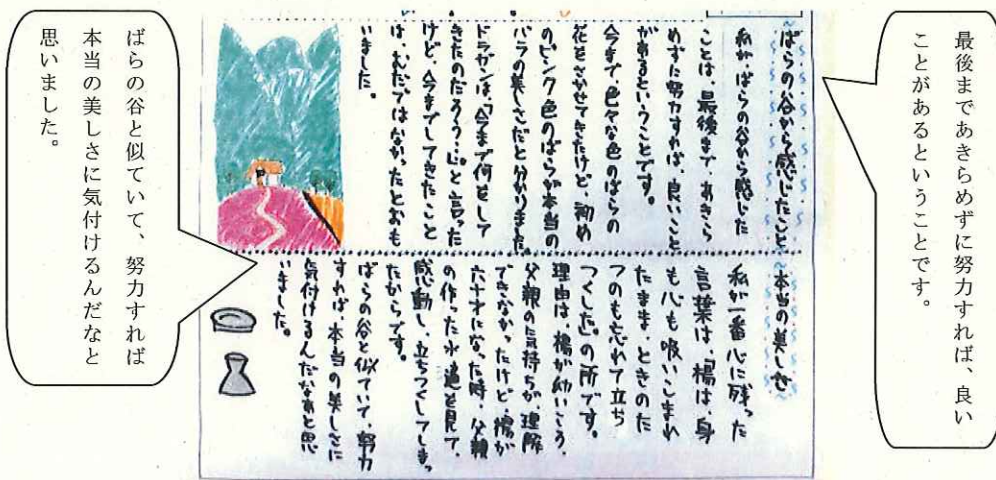 最後まであきらめずに努力すれば、良い
ことがあるということです。
ばらの谷から感じたこと
私が、ばらの谷から感じた
ことは、最後まで、あきら
めずに努力すれば、良いこと
があるということです。
今まで、色々な色のばらの
花をさかせてきたけど、初め
のピンク色のばらが本当の
バラの美しさだと分かりました。
ドラガンは、「今まで何をして
きたのだろう…。」と言った
けど、今までしてきたこと
は、むだではなかったとおも
いました。
本当の美しさ
私が一番心に残った
言葉は、「楊は、身
も心も吸いこまれ
たまま、ときのた
つのも忘れて立ち
つくした。」の所です。
理由は、楊が幼いころ、
父親の気持ちが、理解
できなかったけど、楊が
六十才になった時、父親
の作った水適を見て、
感動し、立ちつくしてしまっ
たからです。
ばらの谷と似ていて、努力
すれば、本当の美しさに
気付けるんだなあと思
いました。
ばらの谷と似ていて、努力すれば
本当の美しさに気付けるんだなと
思いました。